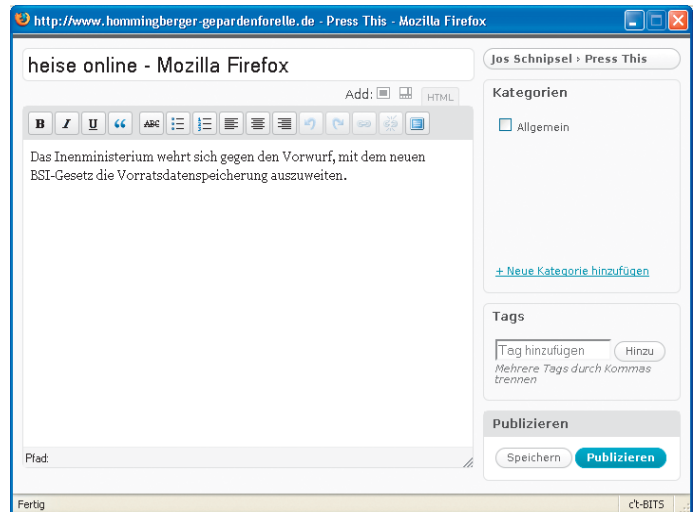 http://www.hommingberger-gepardenforelle.de - Press This - Mozilla Firefox
heise online - Mozilla Firefox
Add:
HTML
B I U “ ABC
Das Inenministerium wehrt sich gegen den Vorwurf, mit dem neuen
BSI-Gesetz die Vorratsdatenspeicherung auszuweiten.
Pfad:
Jos Schnipsel › Press This
Kategorien
Allgemein
+ Neue Kategorie hinzufügen
Tags
Tag hinzufügen
Hinzu
Mehrere Tags durch Kommas
trennen
Publizieren
Speichern
Publizieren
Fertig
c't-BITS